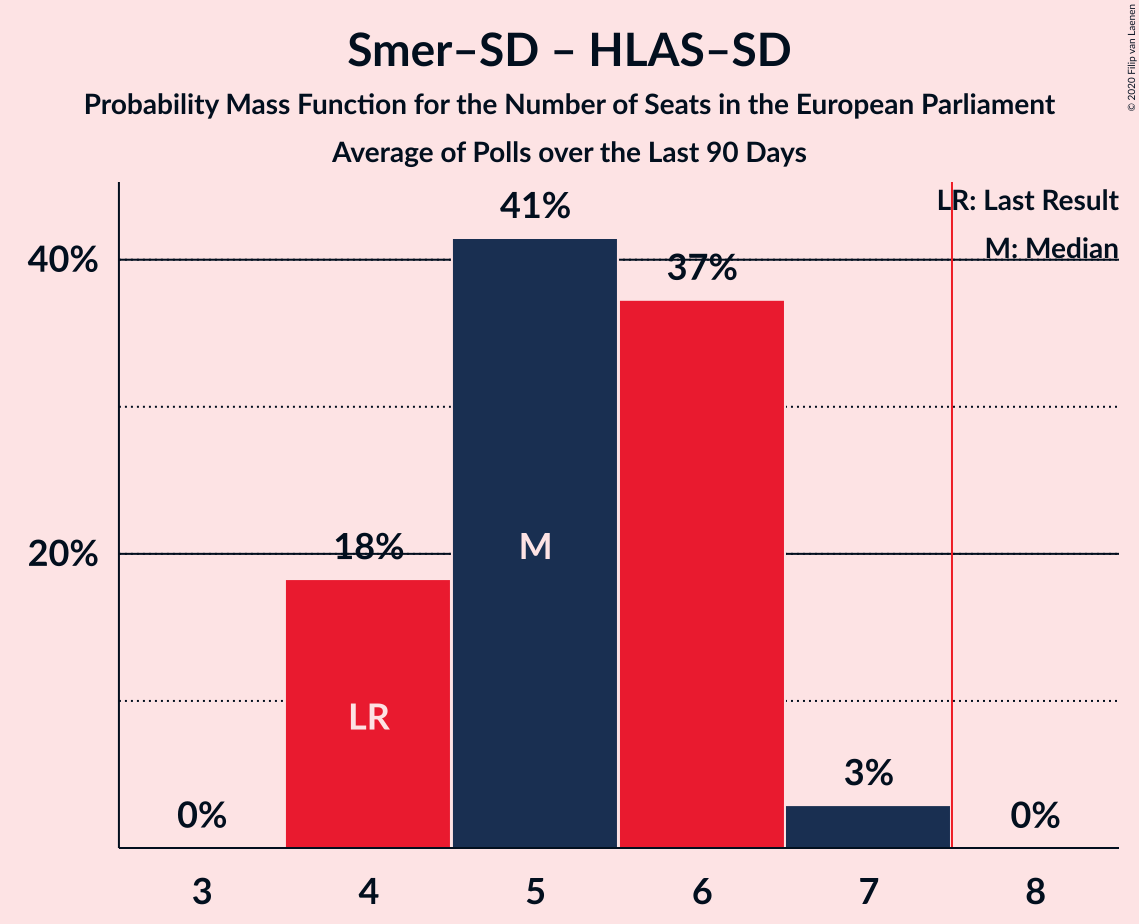 Smer–SD – HLAS–SD
Probability Mass Function for the Number of Seats in the European Parliament
Average of Polls over the Last 90 Days
© 2020 Filip van Laenen
LR: Last Result
M: Median
41%
40%
37%
20%
18%
M
LR
3%
0%
0%
3
4
5
6
7
8